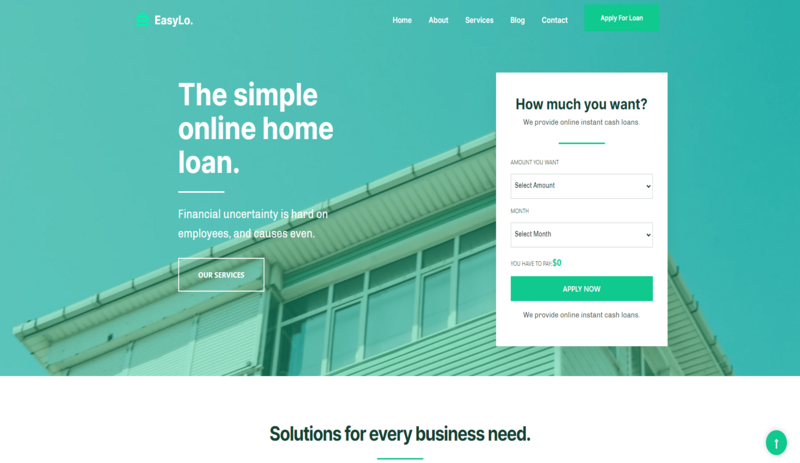 EasyLo.
Home
About
Services
Blog
Contact
Apply For Loan
The simple
online home
loan.
Financial uncertainty is hard on
employees, and causes even.
OUR SERVICES
How much you want?
We provide online instant cash loans.
AMOUNT YOU WANT
Select Amount
MONTH
Select Month
YOU HAVE TO PAY $0
APPLY NOW
We provide online instant cash loans.
Solutions for every business need.